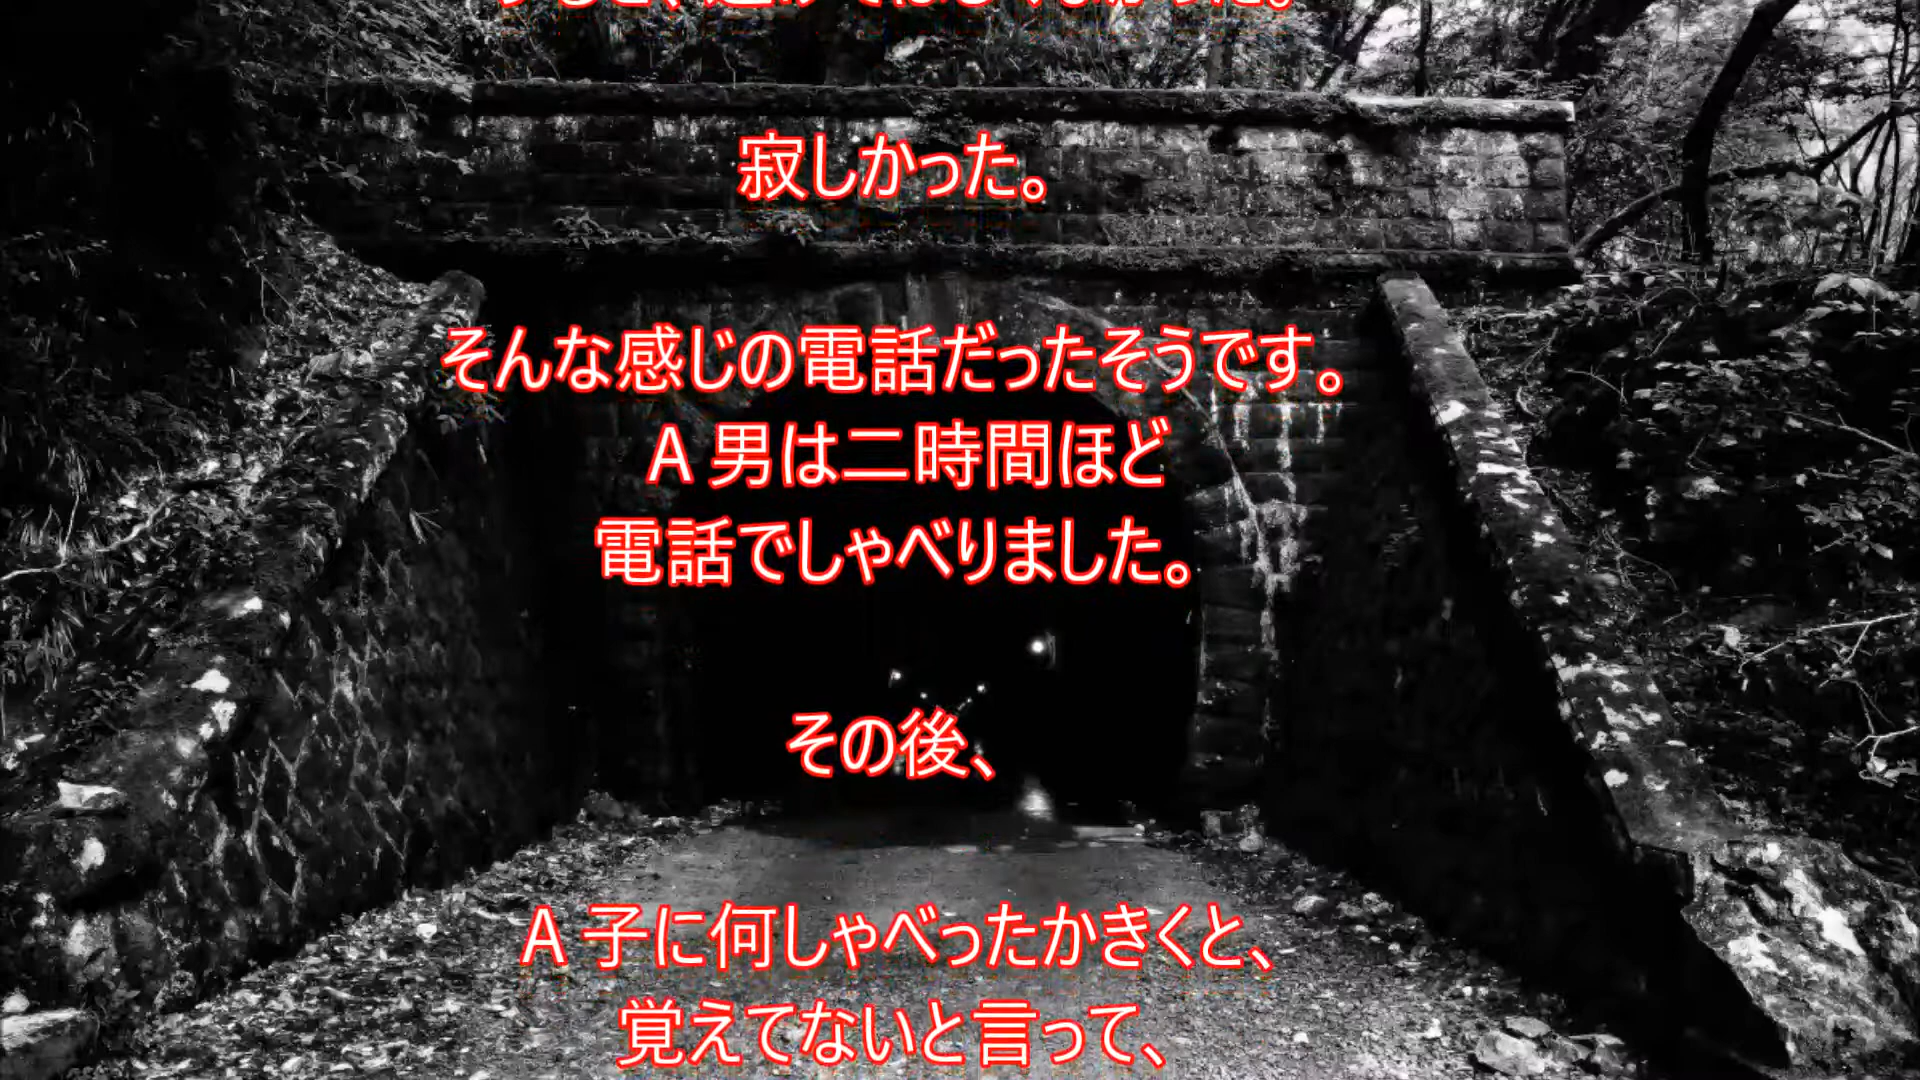 寂しかった。
そんな感じの電話だったそうです。
A 男は二時間ほど
電話でしゃべりました。
その後、
A 子に何しゃべったかきくと、
覚えてないと言って、